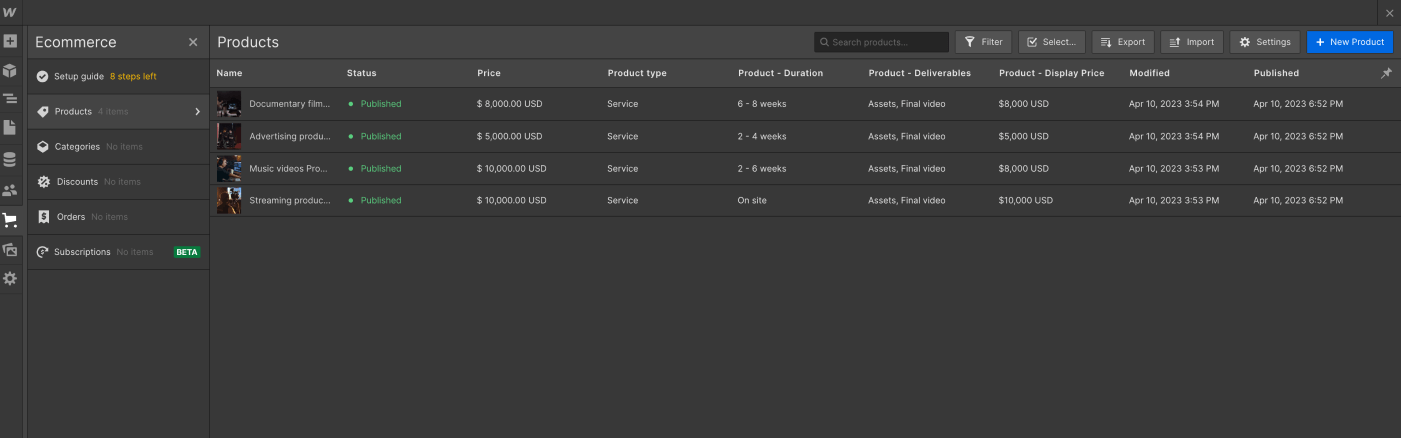 W
Ecommerce
Products
Search products...
Filter
Select...
Export
Import
Settings
New Product
Setup guide 8 steps left
Products 4 items
Categories No items
Discounts No items
Orders No items
Subscriptions No items BETA
Name Status Price Product type Product - Duration Product - Deliverables Product - Display Price Modified Published
Documentary film... Published $ 8,000.00 USD Service 6 - 8 weeks Assets, Final video $8,000 USD Apr 10, 2023 3:54 PM Apr 10, 2023 6:52 PM
Advertising produ... Published $ 5,000.00 USD Service 2 - 4 weeks Assets, Final video $5,000 USD Apr 10, 2023 3:54 PM Apr 10, 2023 6:52 PM
Music videos Pro... Published $ 10,000.00 USD Service 2 - 6 weeks Assets, Final video $8,000 USD Apr 10, 2023 3:53 PM Apr 10, 2023 6:52 PM
Streaming produc... Published $ 10,000.00 USD Service On site Assets, Final video $10,000 USD Apr 10, 2023 3:53 PM Apr 10, 2023 6:52 PM